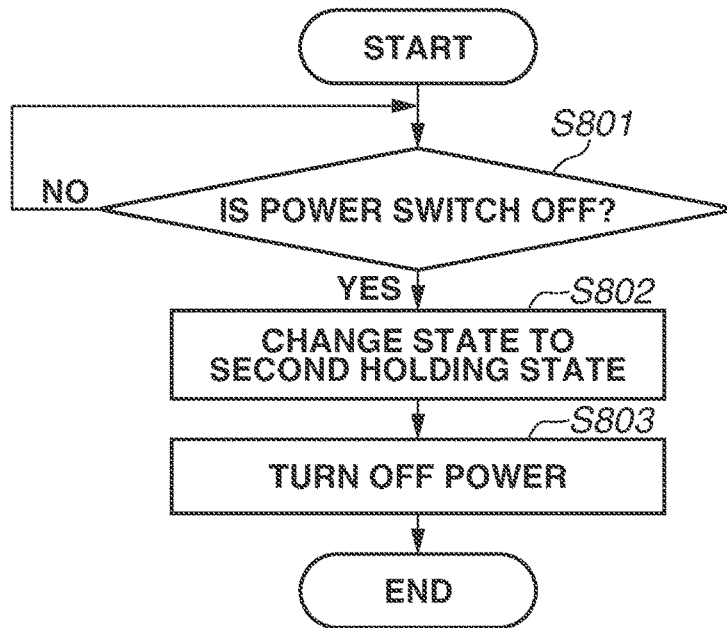 START
S801
IS POWER SWITCH OFF?
NO
YES
S802
CHANGE STATE TO
SECOND HOLDING STATE
S803
TURN OFF POWER
END